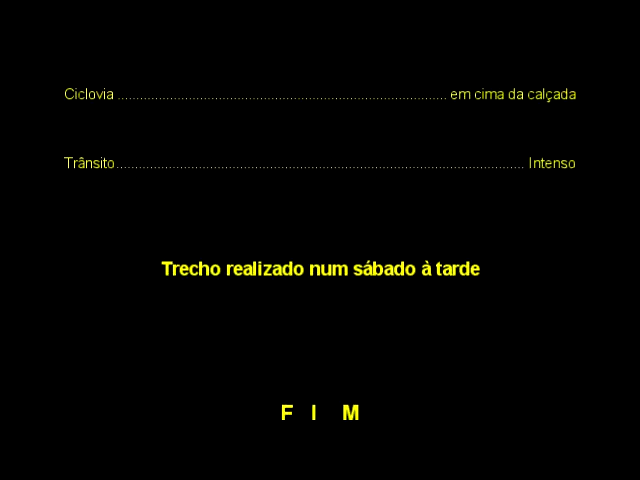 Ciclovia ........................................................................................ em cima da calçada
Trânsito............................................................................................................. Intenso
Trecho realizado num sábado à tarde
F I M